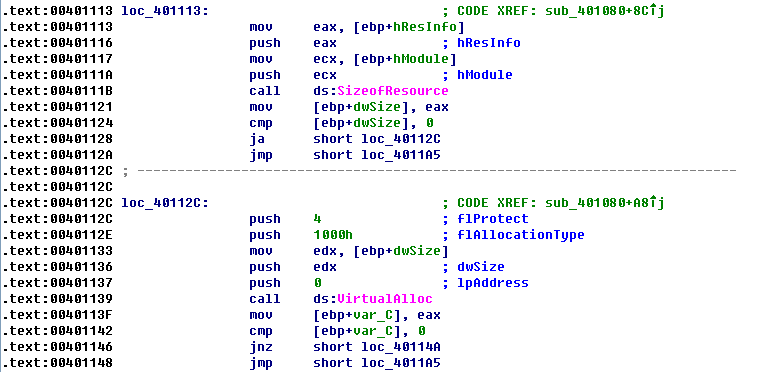 .text:00401113 loc_401113: ; CODE XREF: sub_401080+8C↑j
.text:00401113 mov eax, [ebp+hResInfo]
.text:00401116 push eax ; hResInfo
.text:00401117 mov ecx, [ebp+hModule]
.text:0040111A push ecx ; hModule
.text:0040111B call ds:SizeofResource
.text:00401121 mov [ebp+dwSize], eax
.text:00401124 cmp [ebp+dwSize], 0
.text:00401128 ja short loc_40112C
.text:0040112A jmp short loc_4011A5
.text:0040112C ; ---------------------------------------------------------------------------
.text:0040112C
.text:0040112C loc_40112C: ; CODE XREF: sub_401080+A8↑j
.text:0040112C push 4 ; flProtect
.text:0040112E push 1000h ; flAllocationType
.text:00401133 mov edx, [ebp+dwSize]
.text:00401136 push edx ; dwSize
.text:00401137 push 0 ; lpAddress
.text:00401139 call ds:VirtualAlloc
.text:0040113F mov [ebp+var_C], eax
.text:00401142 cmp [ebp+var_C], 0
.text:00401146 jnz short loc_40114A
.text:00401148 jmp short loc_4011A5